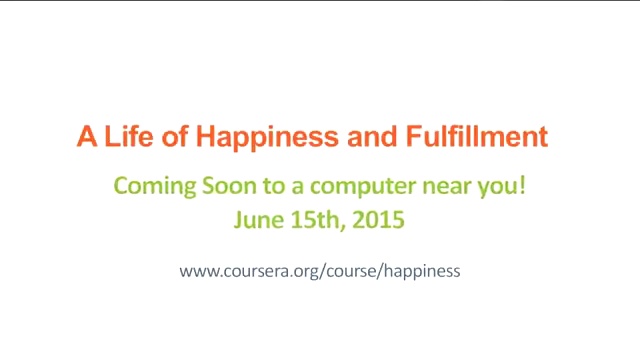 A Life of Happiness and Fulfillment
Coming Soon to a computer near you!
June 15th, 2015
www.coursera.org/course/happiness